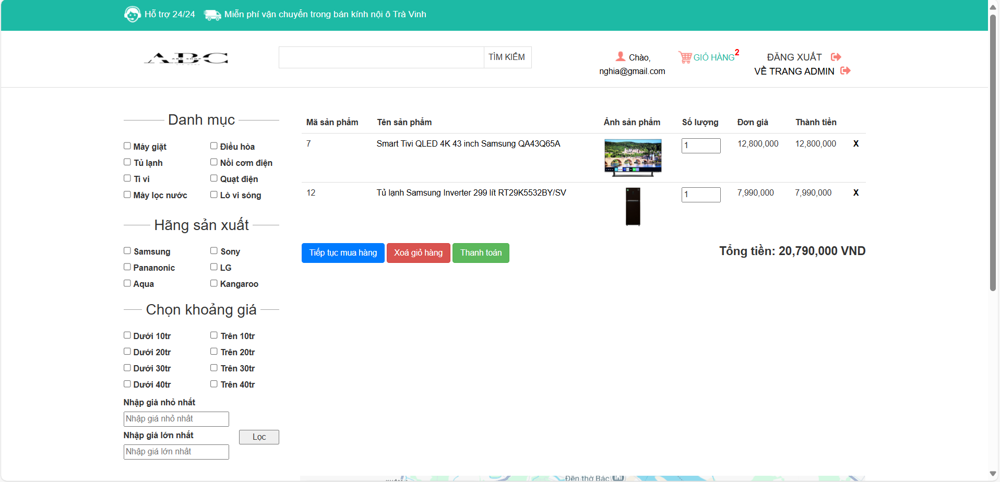 Hỗ trợ 24/24 Miễn phí vận chuyển trong bán kính nội ô Trà Vinh
ABC
TÌM KIẾM
Chào,
nghia@gmail.com
GIỎ HÀNG 2
ĐĂNG XUẤT
VỀ TRANG ADMIN
Danh mục
Máy giặt Điều hòa
Tủ lạnh Nồi cơm điện
Ti vi Quạt điện
Máy lọc nước Lò vi sóng
Hãng sản xuất
Samsung Sony
Pananonic LG
Aqua Kangaroo
Chọn khoảng giá
Dưới 10tr Trên 10tr
Dưới 20tr Trên 20tr
Dưới 30tr Trên 30tr
Dưới 40tr Trên 40tr
Nhập giá nhỏ nhất
Nhập giá nhỏ nhất
Nhập giá lớn nhất
Lọc
Nhập giá lớn nhất
Mã sản phẩm Tên sản phẩm Ảnh sản phẩm Số lượng Đơn giá Thành tiền
7 Smart Tivi QLED 4K 43 inch Samsung QA43Q65A 1 12,800,000 12,800,000 X
12 Tủ lạnh Samsung Inverter 299 lít RT29K5532BY/SV 1 7,990,000 7,990,000 X
Tiếp tục mua hàng Xoá giỏ hàng Thanh toán Tổng tiền: 20,790,000 VND
Đền thờ Bác